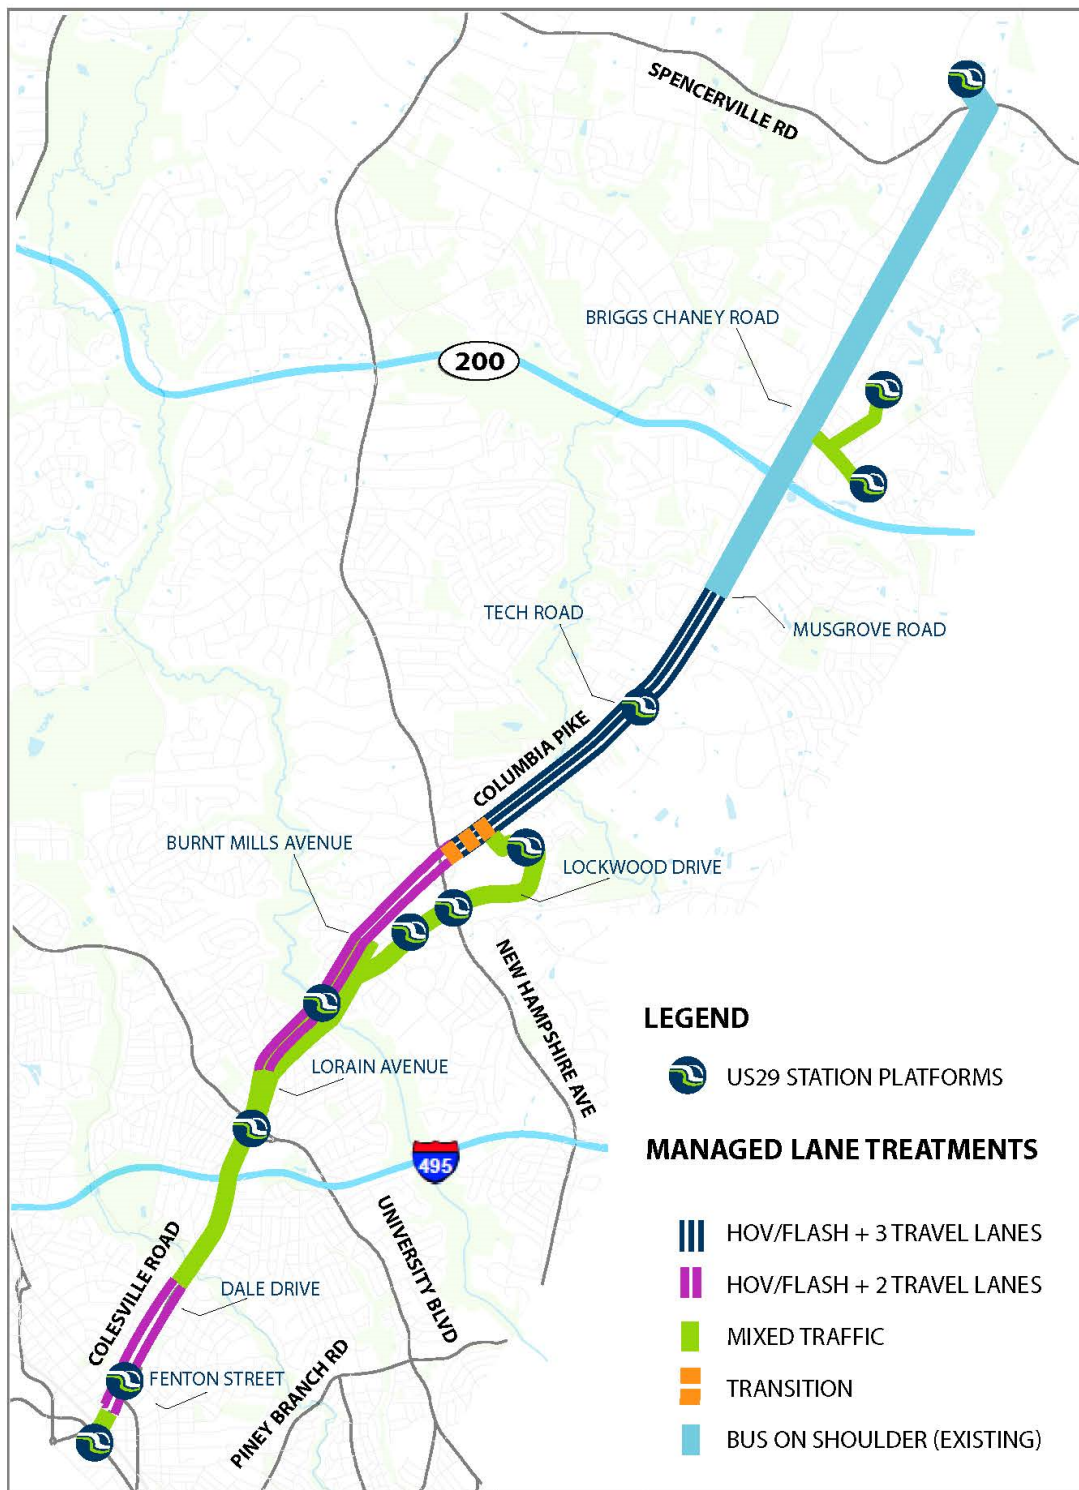 SPENCERVILLE RD
BRIGGS CHANEY ROAD
200
TECH ROAD
MUSGROVE ROAD
COLUMBIA PIKE
BURNT MILLS AVENUE
LOCKWOOD DRIVE
NEW HAMPSHIRE AVE
LORAIN AVENUE
495
UNIVERSITY BLVD
COLESVILLE ROAD
DALE DRIVE
FENTON STREET
PINEY BRANCH RD
LEGEND
US29 STATION PLATFORMS
MANAGED LANE TREATMENTS
HOV/FLASH + 3 TRAVEL LANES
HOV/FLASH + 2 TRAVEL LANES
MIXED TRAFFIC
TRANSITION
BUS ON SHOULDER (EXISTING)